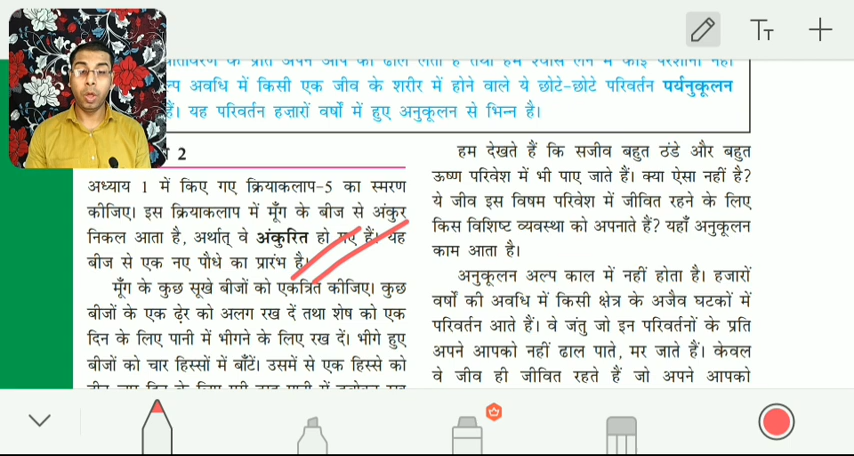 वातावरण के प्रति अपने आप को ढाल लेता है तथा हमें श्वास लेने में कोई परेशानी नहीं
अवधि में किसी एक जीव के शरीर में होने वाले ये छोटे-छोटे परिवर्तन पर्यनुकूलन
हैं। यह परिवर्तन हज़ारों वर्षों में हुए अनुकूलन से भिन्न है।
2
अध्याय 1 में किए गए क्रियाकलाप-5 का स्मरण
कीजिए। इस क्रियाकलाप में मूँग के बीज से अंकुर
निकल आता है, अर्थात् वे अंकुरित हो गए हैं। यह
बीज से एक नए पौधे का प्रारंभ है।
मूँग के कुछ सूखे बीजों को एकत्रित कीजिए। कुछ
बीजों के एक ढ़ेर को अलग रख दें तथा शेष को एक
दिन के लिए पानी में भीगने के लिए रख दें। भीगे हुए
बीजों को चार हिस्सों में बाँटें। उसमें से एक हिस्से को
हम देखते हैं कि सजीव बहुत ठंडे और बहुत
ऊष्ण परिवेश में भी पाए जाते हैं। क्या ऐसा नहीं है?
ये जीव इस विषम परिवेश में जीवित रहने के लिए
किस विशिष्ट व्यवस्था को अपनाते हैं? यहाँ अनुकूलन
काम आता है।
अनुकूलन अल्प काल में नहीं होता है। हजारों
वर्षों की अवधि में किसी क्षेत्र के अजैव घटकों में
परिवर्तन आते हैं। वे जंतु जो इन परिवर्तनों के प्रति
अपने आपको नहीं ढाल पाते, मर जाते हैं। केवल
वे जीव ही जीवित रहते हैं जो अपने आपको